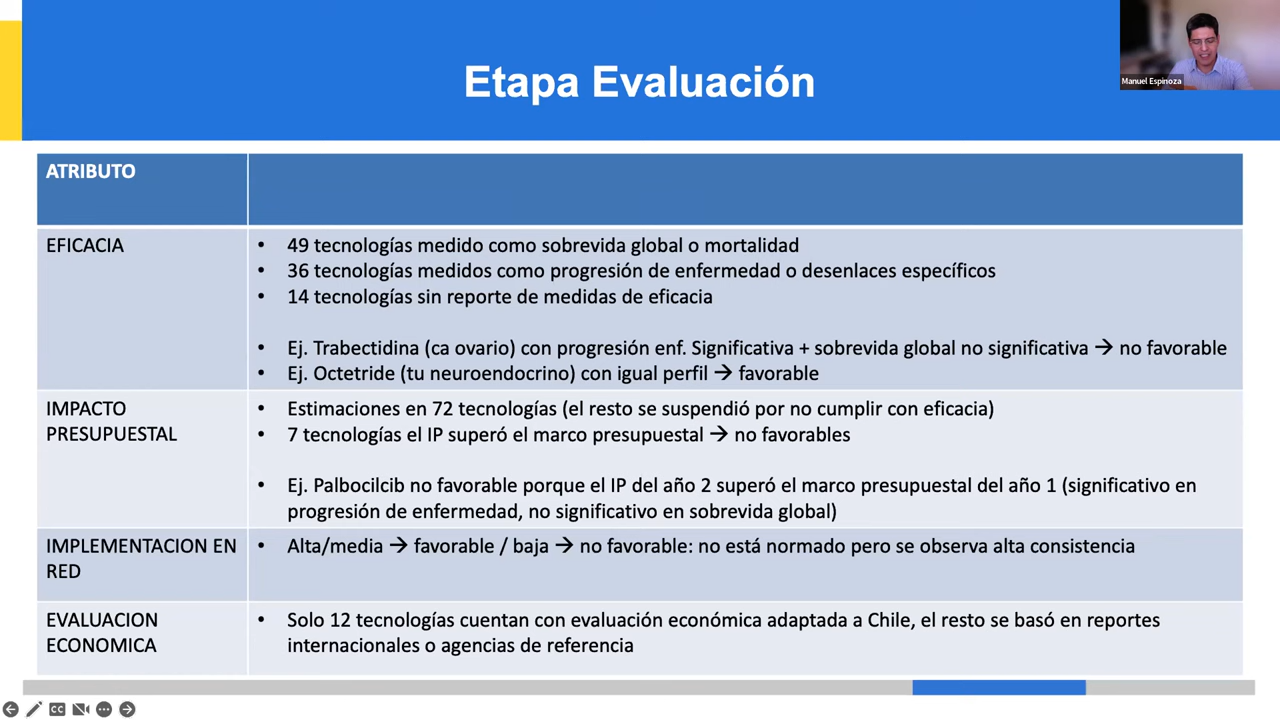 Etapa Evaluación
Manuel Espinoza
ATRIBUTO
EFICACIA
• 49 tecnologías medido como sobrevida global o mortalidad
• 36 tecnologías medidos como progresión de enfermedad o desenlaces específicos
• 14 tecnologías sin reporte de medidas de eficacia
• Ej. Trabectidina (ca ovario) con progresión enf. Significativa + sobrevida global no significativa → no favorable
• Ej. Octetride (tu neuroendocrino) con igual perfil → favorable
IMPACTO
PRESUPUESTAL
• Estimaciones en 72 tecnologías (el resto se suspendió por no cumplir con eficacia)
• 7 tecnologías el IP superó el marco presupuestal → no favorables
• Ej. Palbocilcib no favorable porque el IP del año 2 superó el marco presupuestal del año 1 (significativo en
progresión de enfermedad, no significativo en sobrevida global)
IMPLEMENTACION EN
RED
• Alta/media → favorable / baja → no favorable: no está normado pero se observa alta consistencia
EVALUACION
ECONOMICA
• Solo 12 tecnologías cuentan con evaluación económica adaptada a Chile, el resto se basó en reportes
internacionales o agencias de referencia
CC